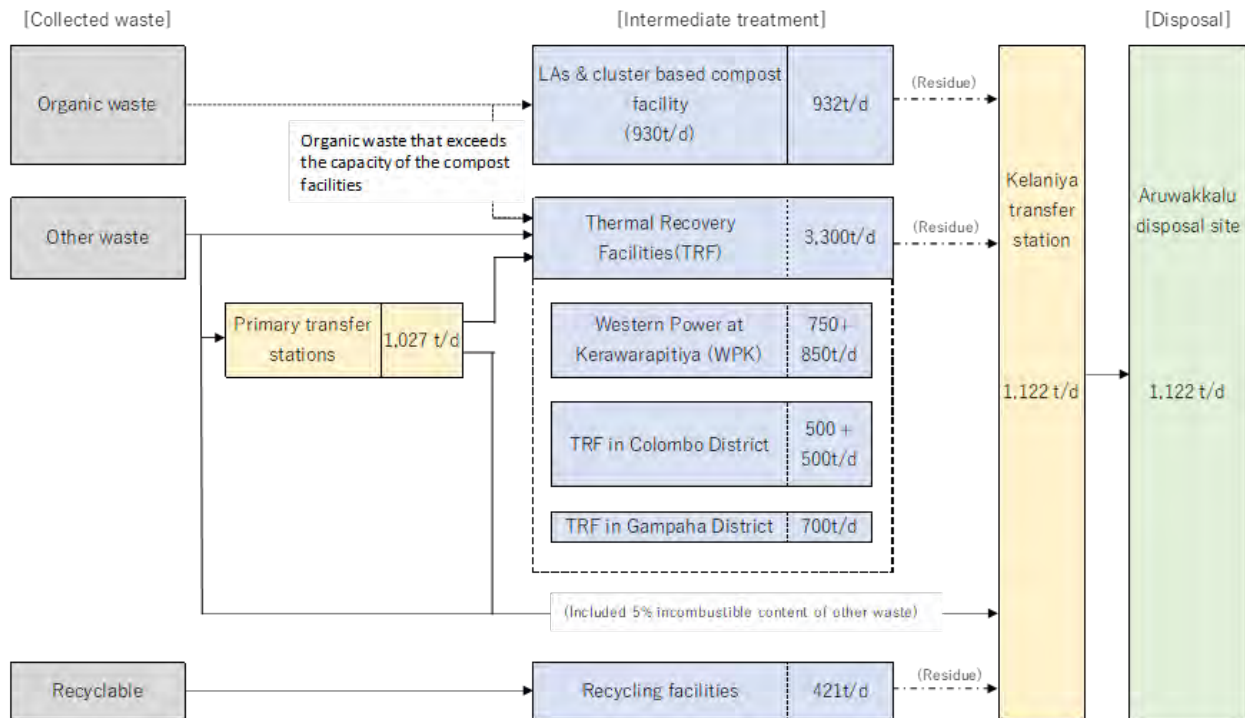 [Collected waste]
[Intermediate treatment]
[Disposal]
Organic waste
LAs & cluster based compost
facility
(930t/d)
932t/d
(Residue)
Organic waste that exceeds
the capacity of the compost
facilities
Other waste
Thermal Recovery
Facilities(TRF)
3,300t/d
(Residue)
Kelaniya
transfer
station
Aruwakkalu
disposal site
Primary transfer
stations
1,027 t/d
Western Power at
Kerawarapitiya (WPK)
750+
850t/d
1,122 t/d
1,122 t/d
TRF in Colombo District
500 +
500t/d
TRF in Gampaha District
700t/d
(Included 5% incombustible content of other waste)
Recyclable
Recycling facilities
421t/d
(Residue)